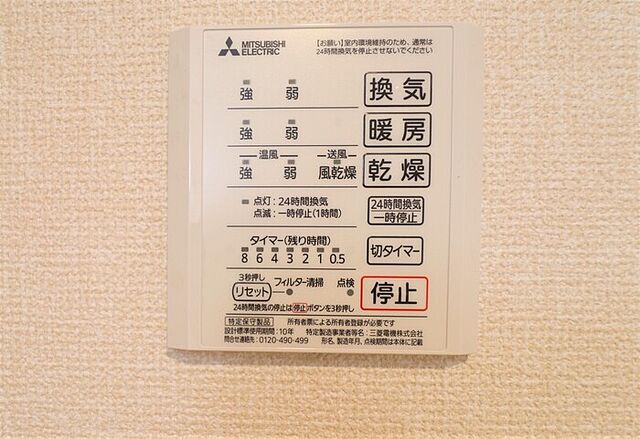 MITSUBISHI
ELECTRIC
【お願い】室内環境維持のため、通常は
24時間換気を停止させないでください
強 弱 換気
強 弱 暖房
温風 送風
強 弱 風乾燥 乾燥
点灯:24時間換気
点滅:一時停止(1時間)
24時間換気
一時停止
タイマー(残り時間)
8 6 4 3 2 1 0.5
切タイマー
3秒押し
リセット フィルター清掃 点検
停止
24時間換気の停止は停止ボタンを3秒押し
特定保守製品 所有者票による所有者登録が必要です
設計標準使用期間:10年 特定製造事業者等名:三菱電機株式会社
問合せ連絡先:0120-490-499 形名、製造年月、点検期間は本体に記載